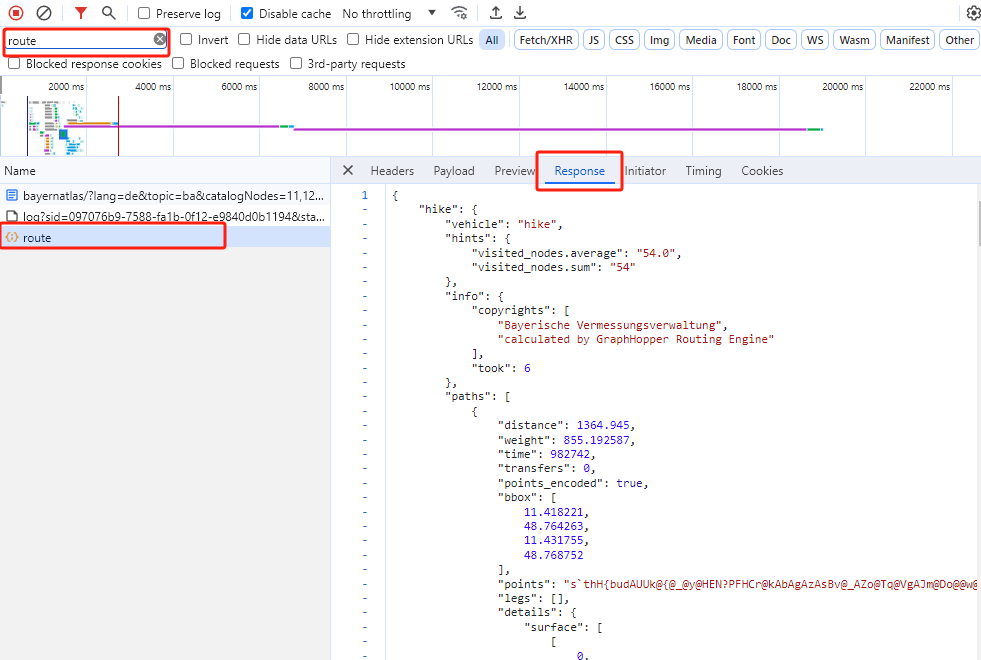 Preserve log Disable cache No throttling
route Invert Hide data URLs Hide extension URLs All Fetch/XHR JS CSS Img Media Font Doc WS Wasm Manifest Other
Blocked response cookies Blocked requests 3rd-party requests
2000 ms 4000 ms 6000 ms 8000 ms 10000 ms 12000 ms 14000 ms 16000 ms 18000 ms 20000 ms 22000 ms
Name
bayernatlas/?lang=de&topic=ba&catalogNodes=11,12...
log?sid=097076b9-7588-fa1b-0f12-e9840d0b1194&sta...
route
Headers Payload Preview Response Initiator Timing Cookies
1 {
- "hike": {
- "vehicle": "hike",
- "hints": {
- "visited_nodes.average": "54.0",
- "visited_nodes.sum": "54"
- },
- "info": {
- "copyrights": [
- "Bayerische Vermessungsverwaltung",
- "calculated by GraphHopper Routing Engine"
- ],
- "took": 6
- },
- "paths": [
- {
- "distance": 1364.945,
- "weight": 855.192587,
- "time": 982742,
- "transfers": 0,
- "points_encoded": true,
- "bbox": [
- 11.418221,
- 48.764263,
- 11.431755,
- 48.768752
- ],
- "points": "s`thH{budAUUk@{@_@y@HEN?PFHCr@kAbAgAzAsBv@_AZo@Tq@VgAJm@Do@@w@
- "legs": [],
- "details": {
- "surface": [
- [
- 0,